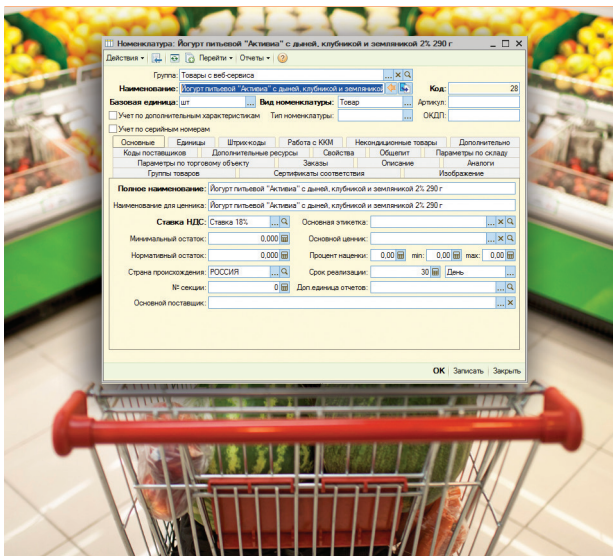 Номенклатура: Йогурт питьевой "Активиа" с дыней, клубникой и земляникой 2% 290 г
Действия Перейти Отчеты
Группа: Товары с веб-сервиса
Наименование: Йогурт питьевой "Активиа" с дыней, клубникой и земляникой Код: 28
Базовая единица: шт Вид номенклатуры: Товар Артикул:
Учет по дополнительным характеристикам Тип номенклатуры: ОКДП:
Учет по серийным номерам
Основные Единицы Штрих-коды Работа с ККМ Некондиционные товары Дополнительно
Коды поставщиков Дополнительные ресурсы Свойства Общепит Параметры по складу
Параметры по торговому объекту Заказы Описание Аналоги
Группы товаров Сертификаты соответствия Изображение
Полное наименование: Йогурт питьевой "Активиа" с дыней, клубникой и земляникой 2% 290 г
Наименование для ценника: Йогурт питьевой "Активиа" с дыней, клубникой и земляникой 2% 290 г
Ставка НДС: Ставка 18% ... Основная этикетка: ...
Минимальный остаток: 0,000 Основной ценник: ...
Нормативный остаток: 0,000 Процент наценки: 0,00 min: 0,00 max: 0,00
Страна происхождения: РОССИЯ ... Срок реализации: 30 День ...
№ секции: 0 Доп.единица отчетов: ...
Основной поставщик: ...
OK Записать Закрыть